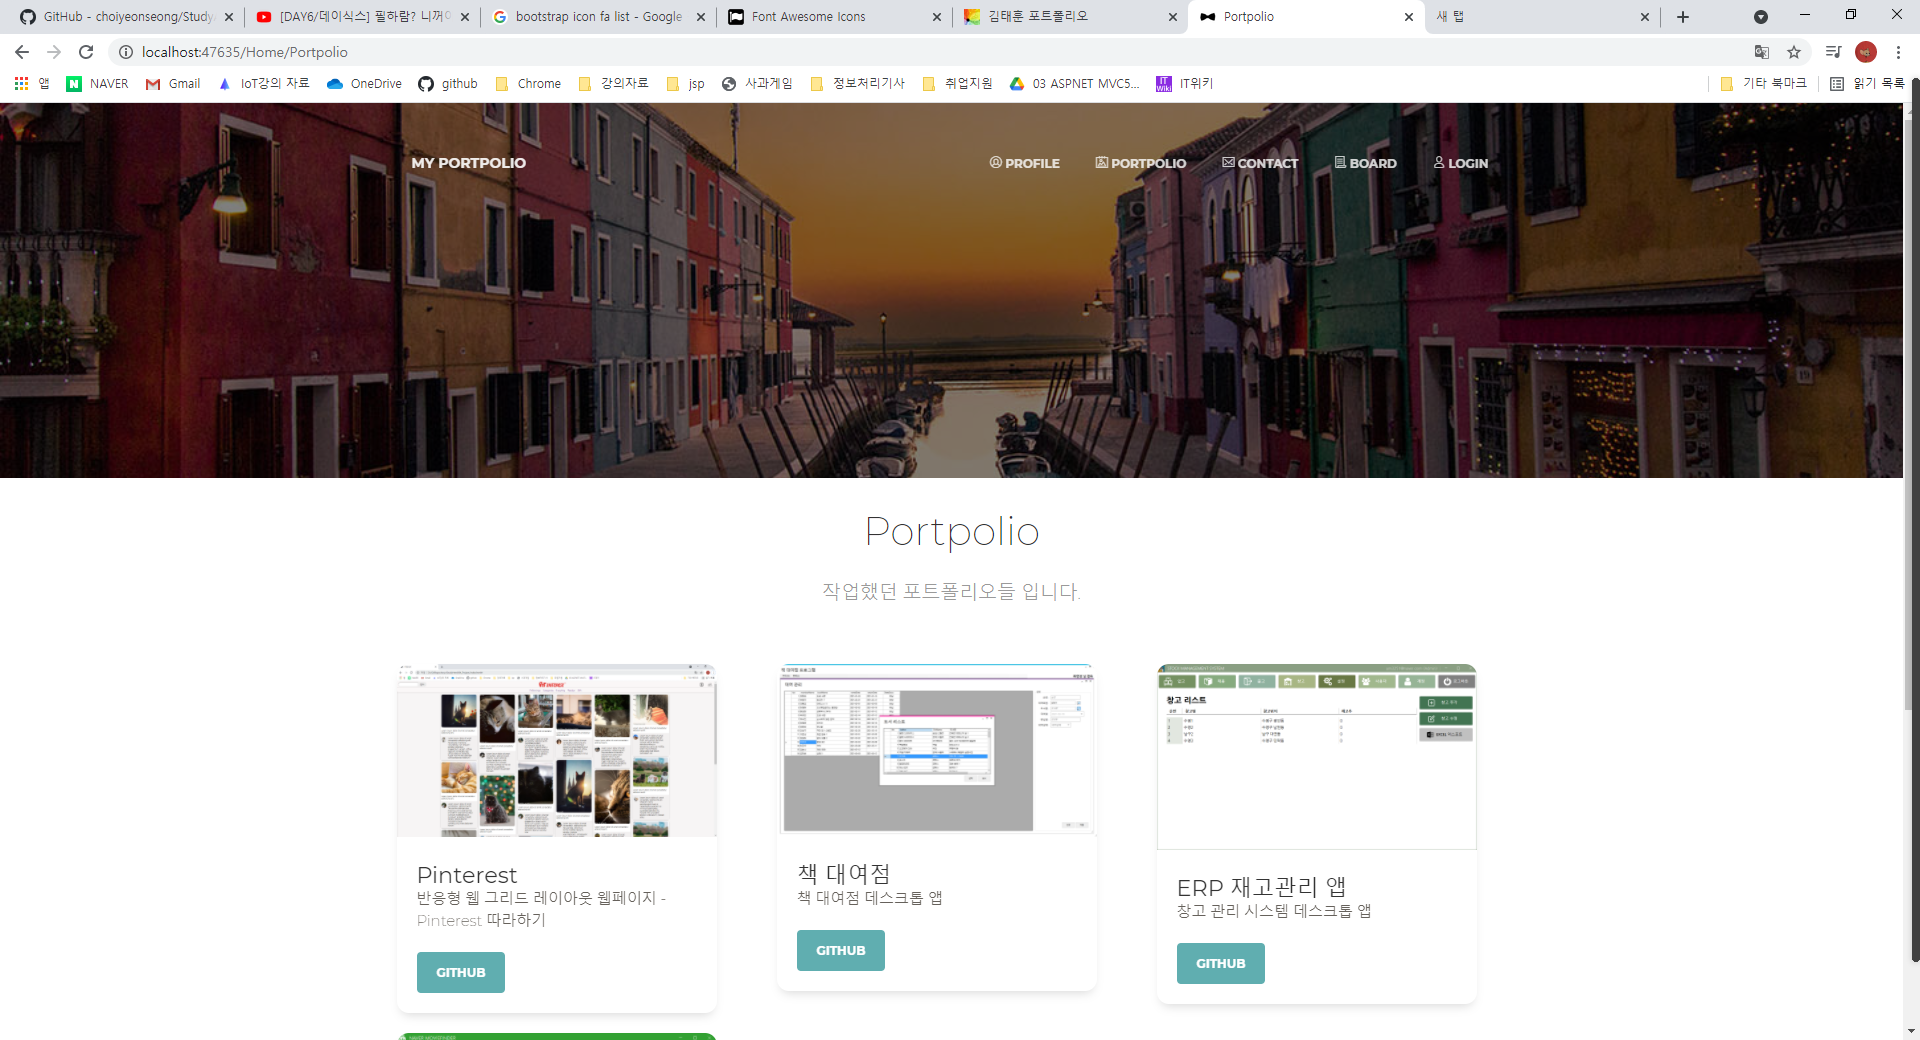 GitHub - choiyeonseong/Study
[DAY6/데이식스] 필하람? 니꺼
bootstrap icon fa list - Google
Font Awesome Icons
김태훈 포트폴리오
Portpolio
새 탭
localhost:47635/Home/Portpolio
앱
NAVER
Gmail
IoT강의 자료
OneDrive
github
Chrome
강의자료
jsp
사과게임
정보처리기사
취업지원
03 ASPNET MVC5...
IT위키
기타 북마크
읽기 목록
MY PORTPOLIO
PROFILE
PORTPOLIO
CONTACT
BOARD
LOGIN
Portpolio
작업했던 포트폴리오들 입니다.
창고 리스트
Pinterest
반응형 웹 그리드 레이아웃 웹페이지 -
Pinterest 따라하기
GITHUB
책 대여점
책 대여점 데스크톱 앱
GITHUB
ERP 재고관리 앱
창고 관리 시스템 데스크톱 앱
GITHUB